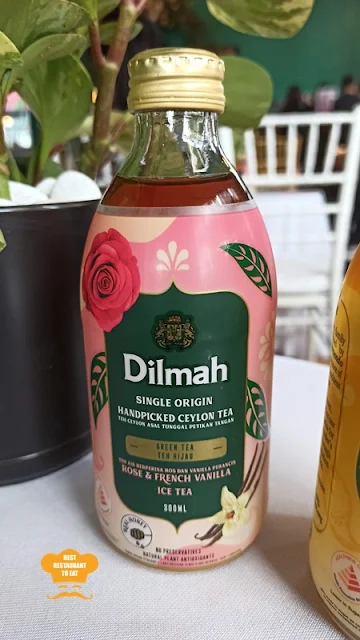 Dilmah
SINGLE ORIGIN
HANDPICKED CEYLON TEA
TEH CEYLON ASAL TUNGGAL PETIKAN TANGAN
GREEN TEA
TEH HIJAU
TEH AIS BERPERISA ROS DAN VANILA PERANCIS
ROSE & FRENCH VANILLA
ICE TEA
300ML
NO PRESERVATIVES
NATURAL PLANT ANTIOXIDANTS
BEST
RESTAURANT
TO EAT